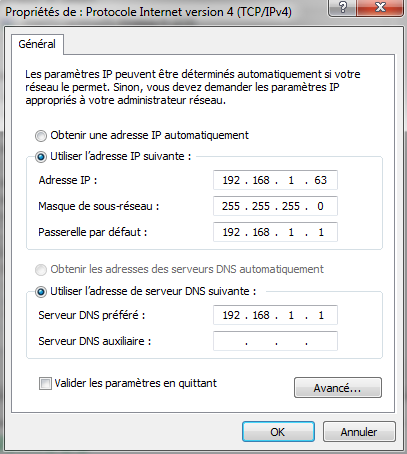 Propriétés de : Protocole Internet version 4 (TCP/IPv4)
?
Général
Les paramètres IP peuvent être déterminés automatiquement si votre
réseau le permet. Sinon, vous devez demander les paramètres IP
appropriés à votre administrateur réseau.
Obtenir une adresse IP automatiquement
Utiliser l'adresse IP suivante :
Adresse IP : 192 . 168 . 1 . 63
Masque de sous-réseau : 255 . 255 . 255 . 0
Passerelle par défaut : 192 . 168 . 1 . 1
Obtenir les adresses des serveurs DNS automatiquement
Utiliser l'adresse de serveur DNS suivante :
Serveur DNS préféré : 192 . 168 . 1 . 1
Serveur DNS auxiliaire : . . .
Valider les paramètres en quittant
Avancé...
OK Annuler